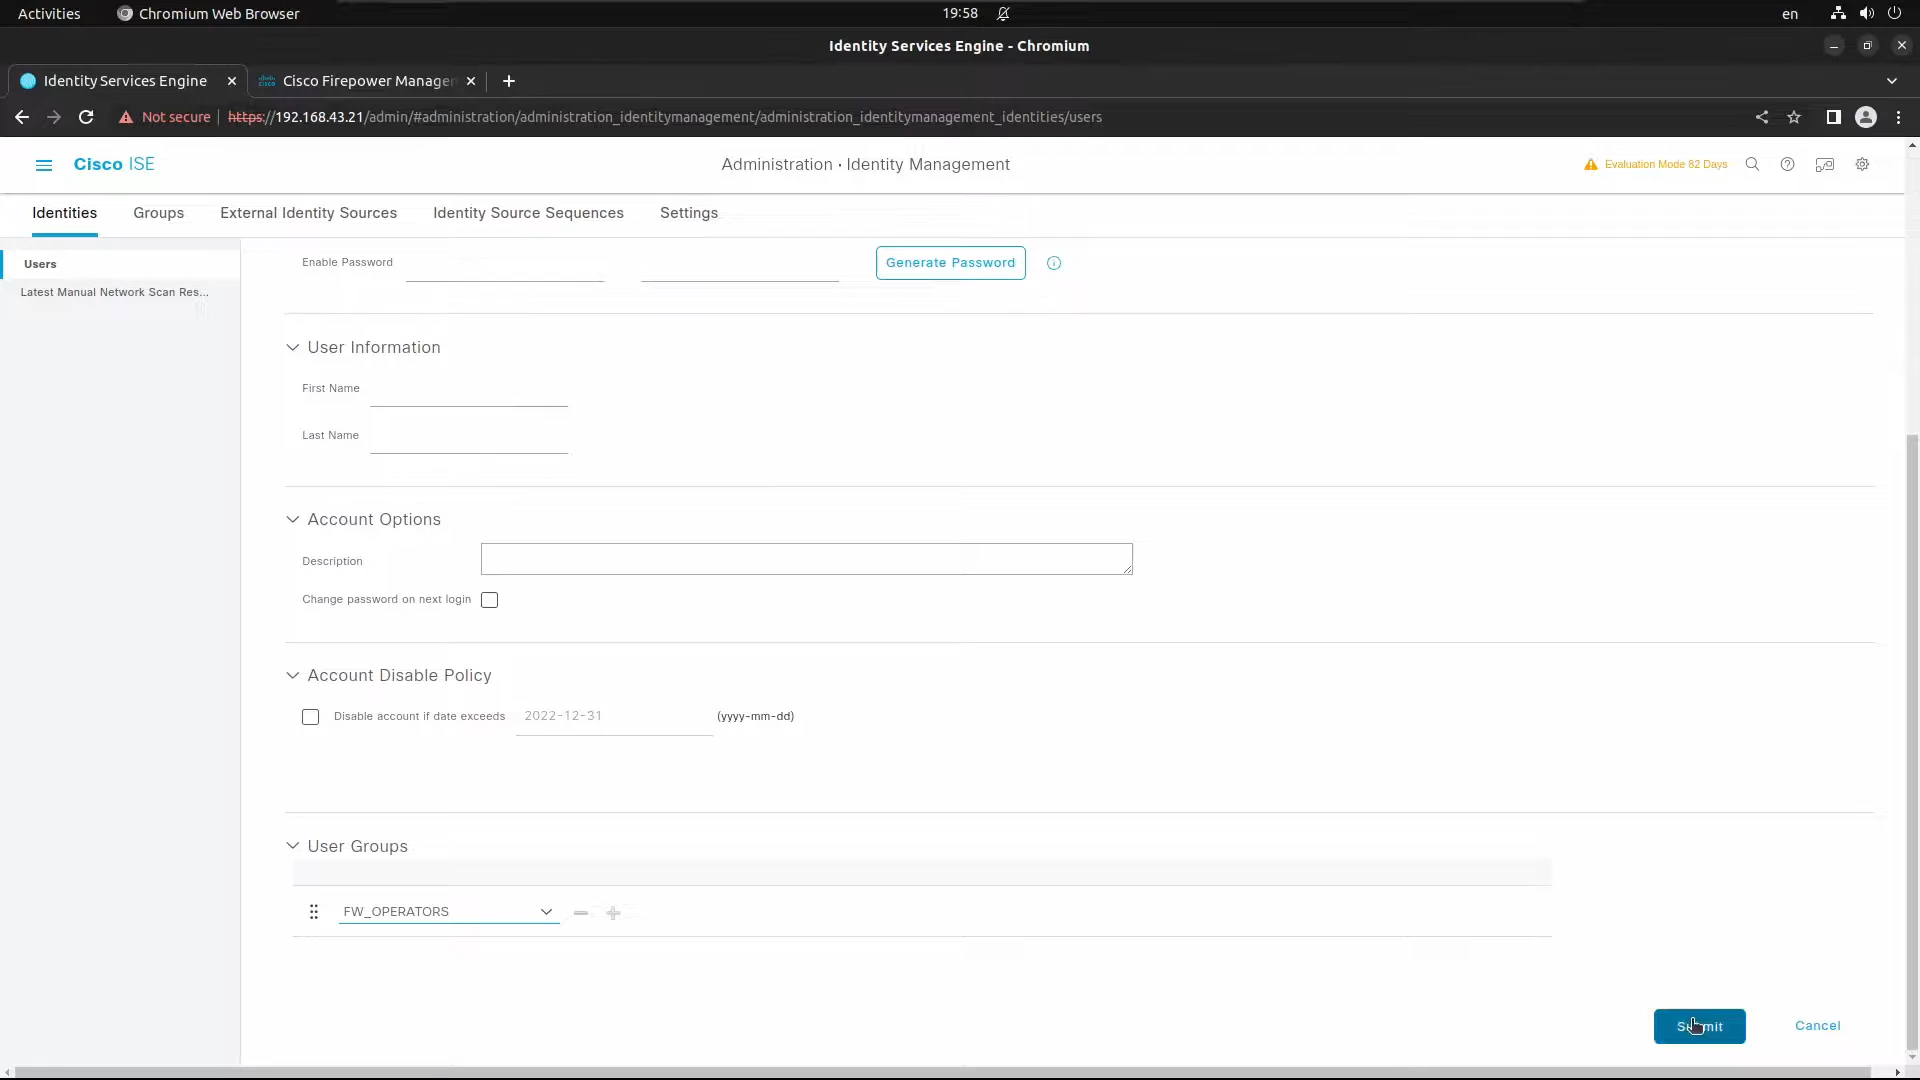 Activities
Chromium Web Browser
19:58
en
Identity Services Engine - Chromium
Identity Services Engine
Cisco Firepower Manager
Not secure
https://192.168.43.21/admin/#administration/administration_identitymanagement/administration_identitymanagement_identities/users
Cisco ISE
Administration · Identity Management
Evaluation Mode 82 Days
Identities
Groups
External Identity Sources
Identity Source Sequences
Settings
Users
Latest Manual Network Scan Res...
Enable Password
Generate Password
User Information
First Name
Last Name
Account Options
Description
Change password on next login
Account Disable Policy
Disable account if date exceeds
2022-12-31
(yyyy-mm-dd)
User Groups
FW_OPERATORS
Submit
Cancel